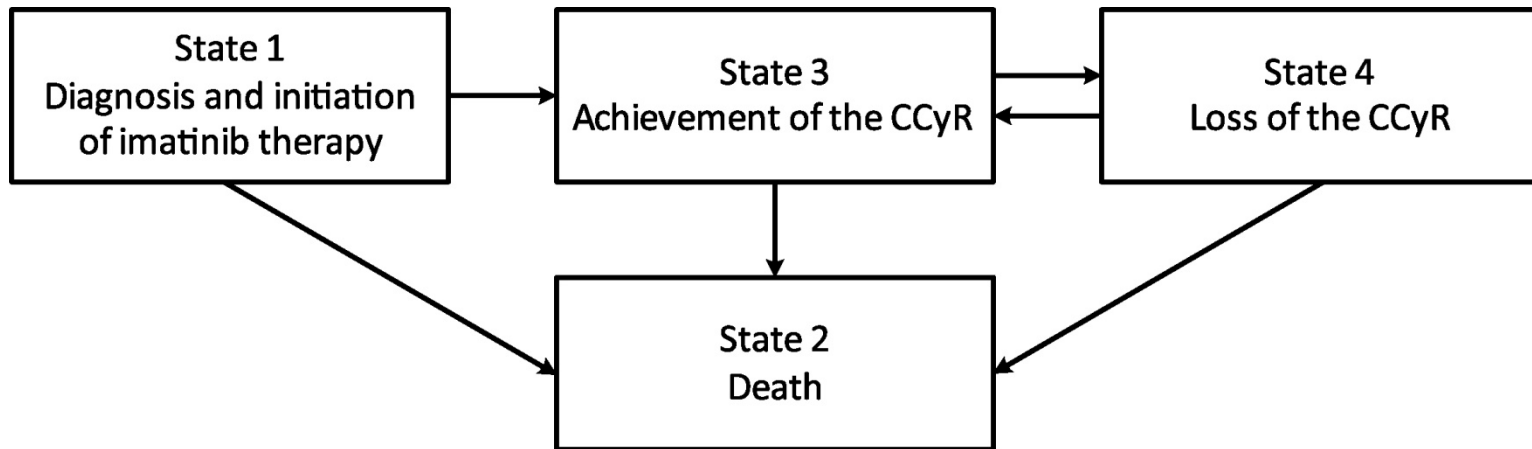 State 1
Diagnosis and initiation
of imatinib therapy
State 3
Achievement of the CCyR
State 4
Loss of the CCyR
State 2
Death